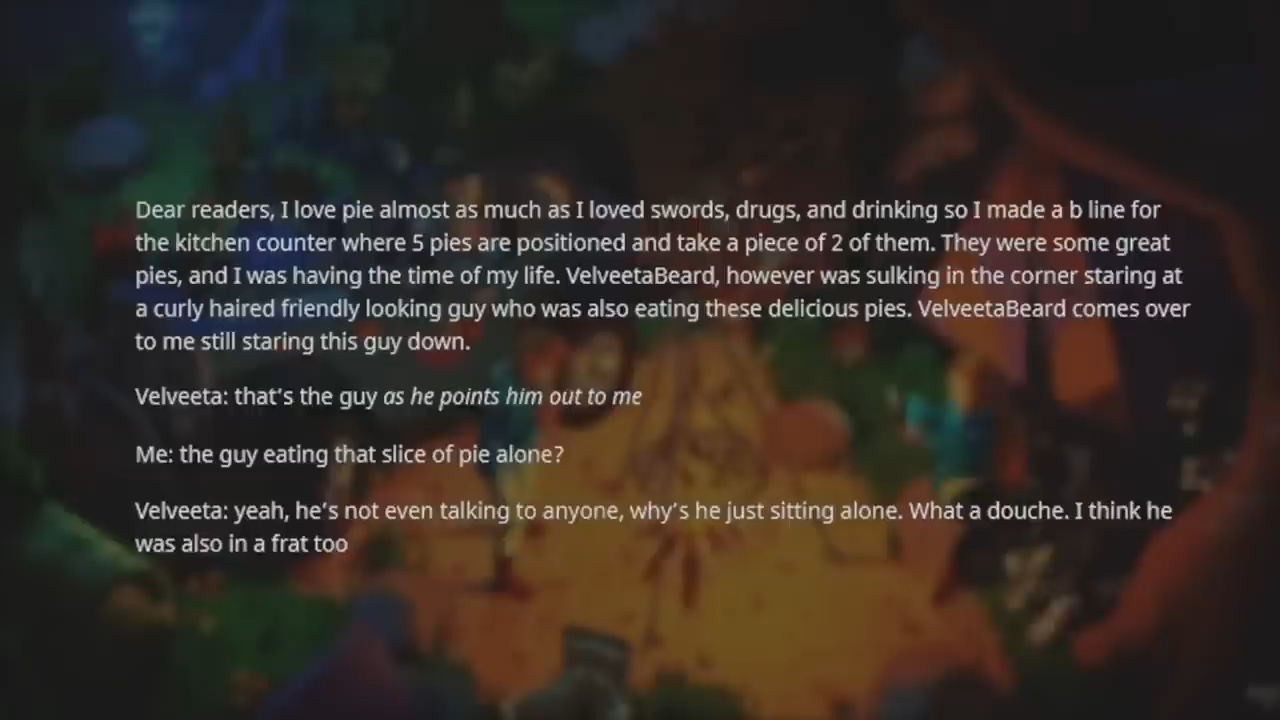 Dear readers, I love pie almost as much as I loved swords, drugs, and drinking so I made a b line for
the kitchen counter where 5 pies are positioned and take a piece of 2 of them. They were some great
pies, and I was having the time of my life. VelveetaBeard, however was sulking in the corner staring at
a curly haired friendly looking guy who was also eating these delicious pies. VelveetaBeard comes over
to me still staring this guy down.
Velveeta: that's the guy as he points him out to me
Me: the guy eating that slice of pie alone?
Velveeta: yeah, he's not even talking to anyone, why's he just sitting alone. What a douche. I think he
was also in a frat too